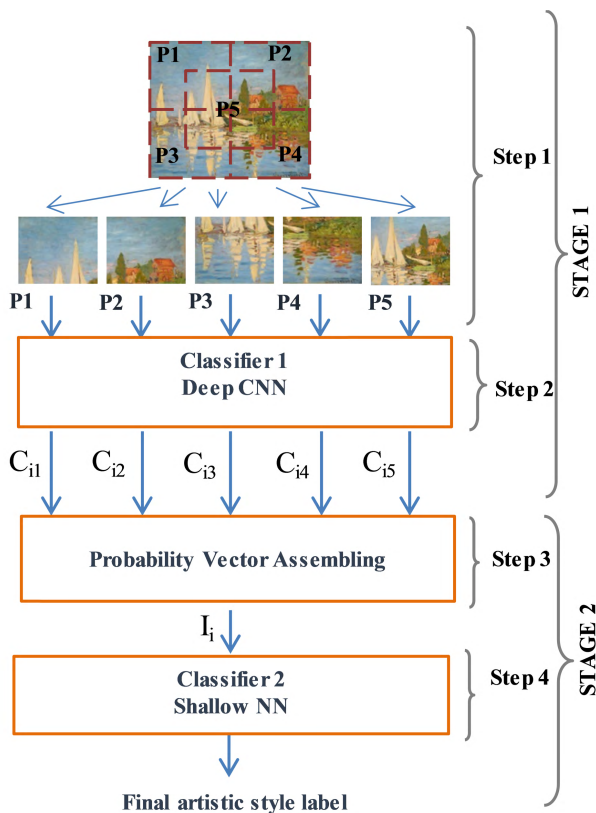 P1 P2
P5
P3 P4
Step 1
P1 P2 P3 P4 P5
STAGE 1
Classifier 1
Deep CNN
Step 2
Ci1 Ci2 Ci3 Ci4 Ci5
Probability Vector Assembling
Step 3
Ii
STAGE 2
Classifier 2
Shallow NN
Step 4
Final artistic style label